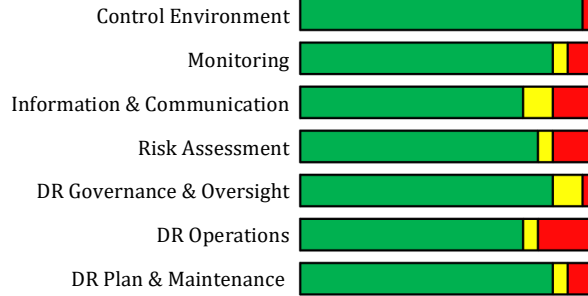 Control Environment
Monitoring
Information & Communication
Risk Assessment
DR Governance & Oversight
DR Operations
DR Plan & Maintenance